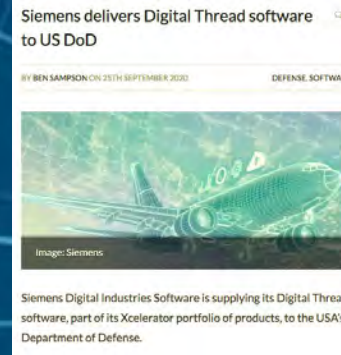 Siemens delivers Digital Thread software
to US DoD
BY BEN SAMPSON ON 25TH SEPTEMBER 2020
DEFENSE, SOFTWA
Image: Siemens
Siemens Digital Industries Software is supplying its Digital Threa
software, part of its Xcelerator portfolio of products, to the USA's
Department of Defense.